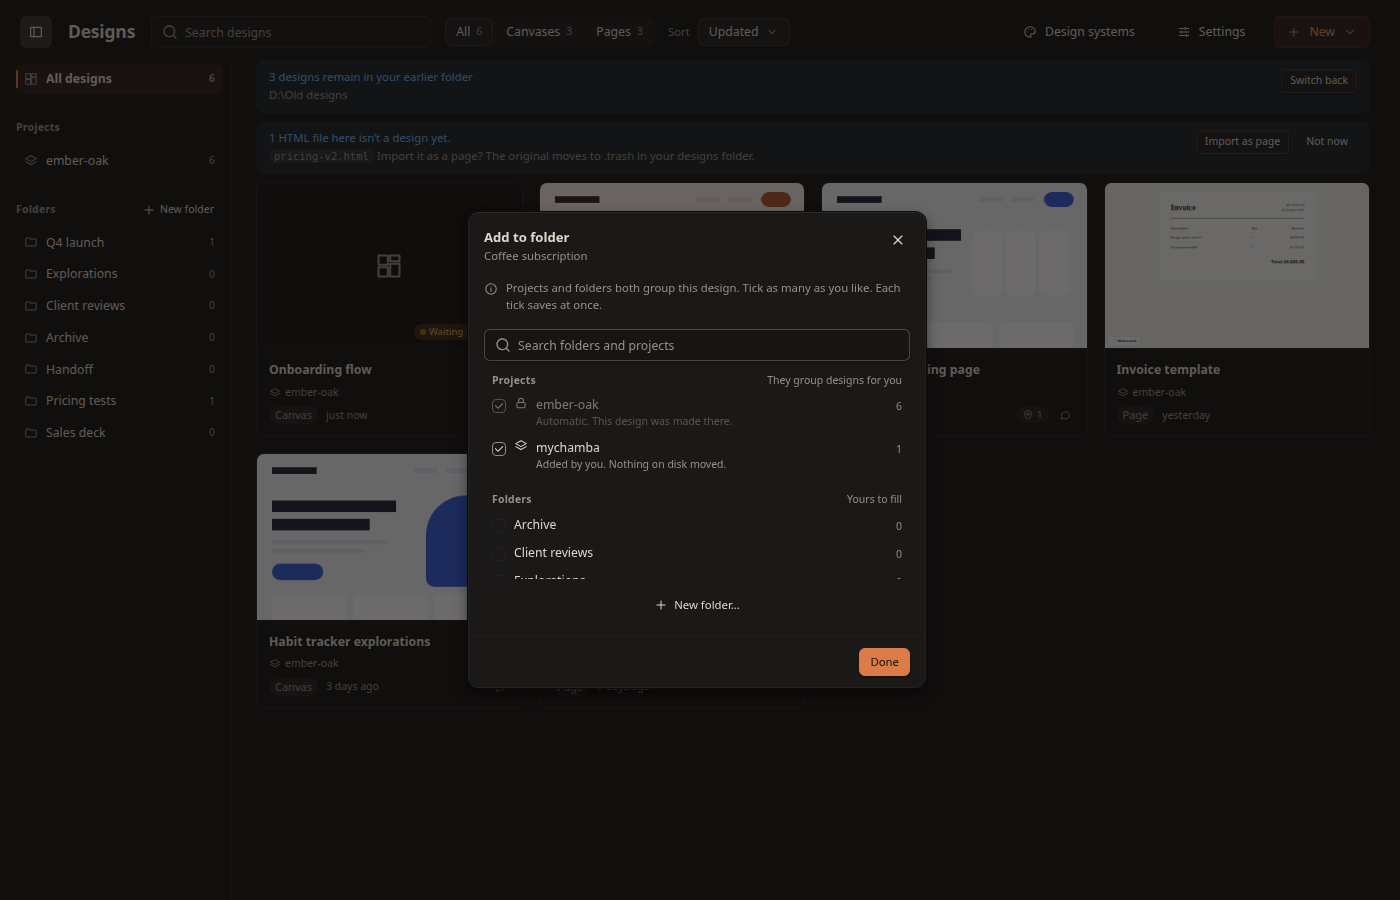 Designs
Search designs
All 6
Canvases 3
Pages 3
Sort
Updated
Design systems
Settings
New
All designs 6
Projects
ember-oak 6
Folders
New folder
Q4 launch 1
Explorations 0
Client reviews 0
Archive 0
Handoff 0
Pricing tests 1
Sales deck 0
3 designs remain in your earlier folder
D:\Old designs
Switch back
1 HTML file here isn't a design yet.
pricing-v2.html Import it as a page? The original moves to .trash in your designs folder.
Import as page
Not now
Waiting
Onboarding flow
ember-oak
Canvas just now
ing page
1
Invoice
Total
Invoice template
ember-oak
Page yesterday
Habit tracker explorations
ember-oak
Canvas 3 days ago
Add to folder
Coffee subscription
Projects and folders both group this design. Tick as many as you like. Each
tick saves at once.
Search folders and projects
Projects They group designs for you
ember-oak 6
Automatic. This design was made there.
mychamba 1
Added by you. Nothing on disk moved.
Folders Yours to fill
Archive 0
Client reviews 0
Explorations
New folder...
Done